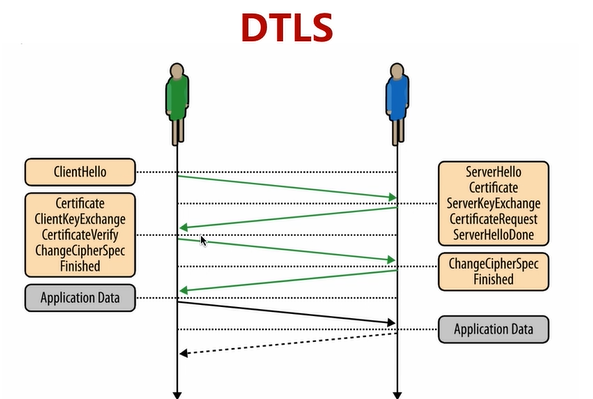 DTLS
ClientHello
ServerHello
Certificate
ServerKeyExchange
CertificateRequest
ServerHelloDone
Certificate
ClientKeyExchange
CertificateVerify
ChangeCipherSpec
Finished
ChangeCipherSpec
Finished
Application Data
Application Data